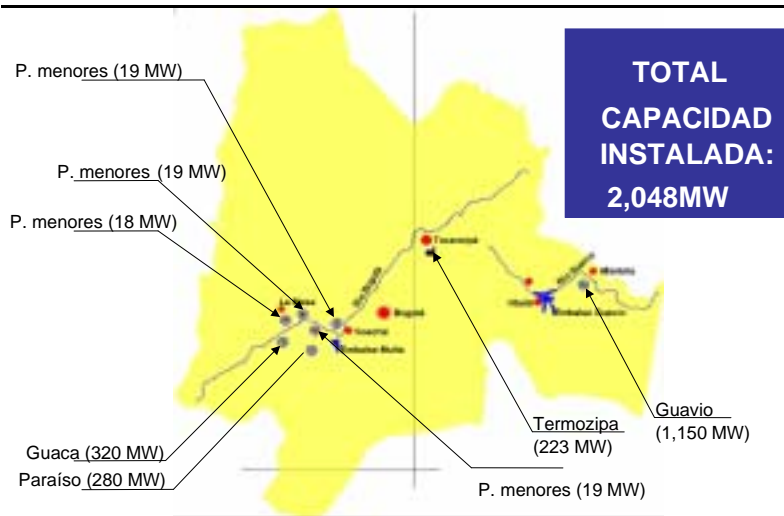 TOTAL
CAPACIDAD
INSTALADA:
2,048MW
P. menores (19 MW)
P. menores (19 MW)
P. menores (18 MW)
Bogotá
Termozipa
(223 MW)
Guavio
(1,150 MW)
Guaca (320 MW)
Paraíso (280 MW)
P. menores (19 MW)